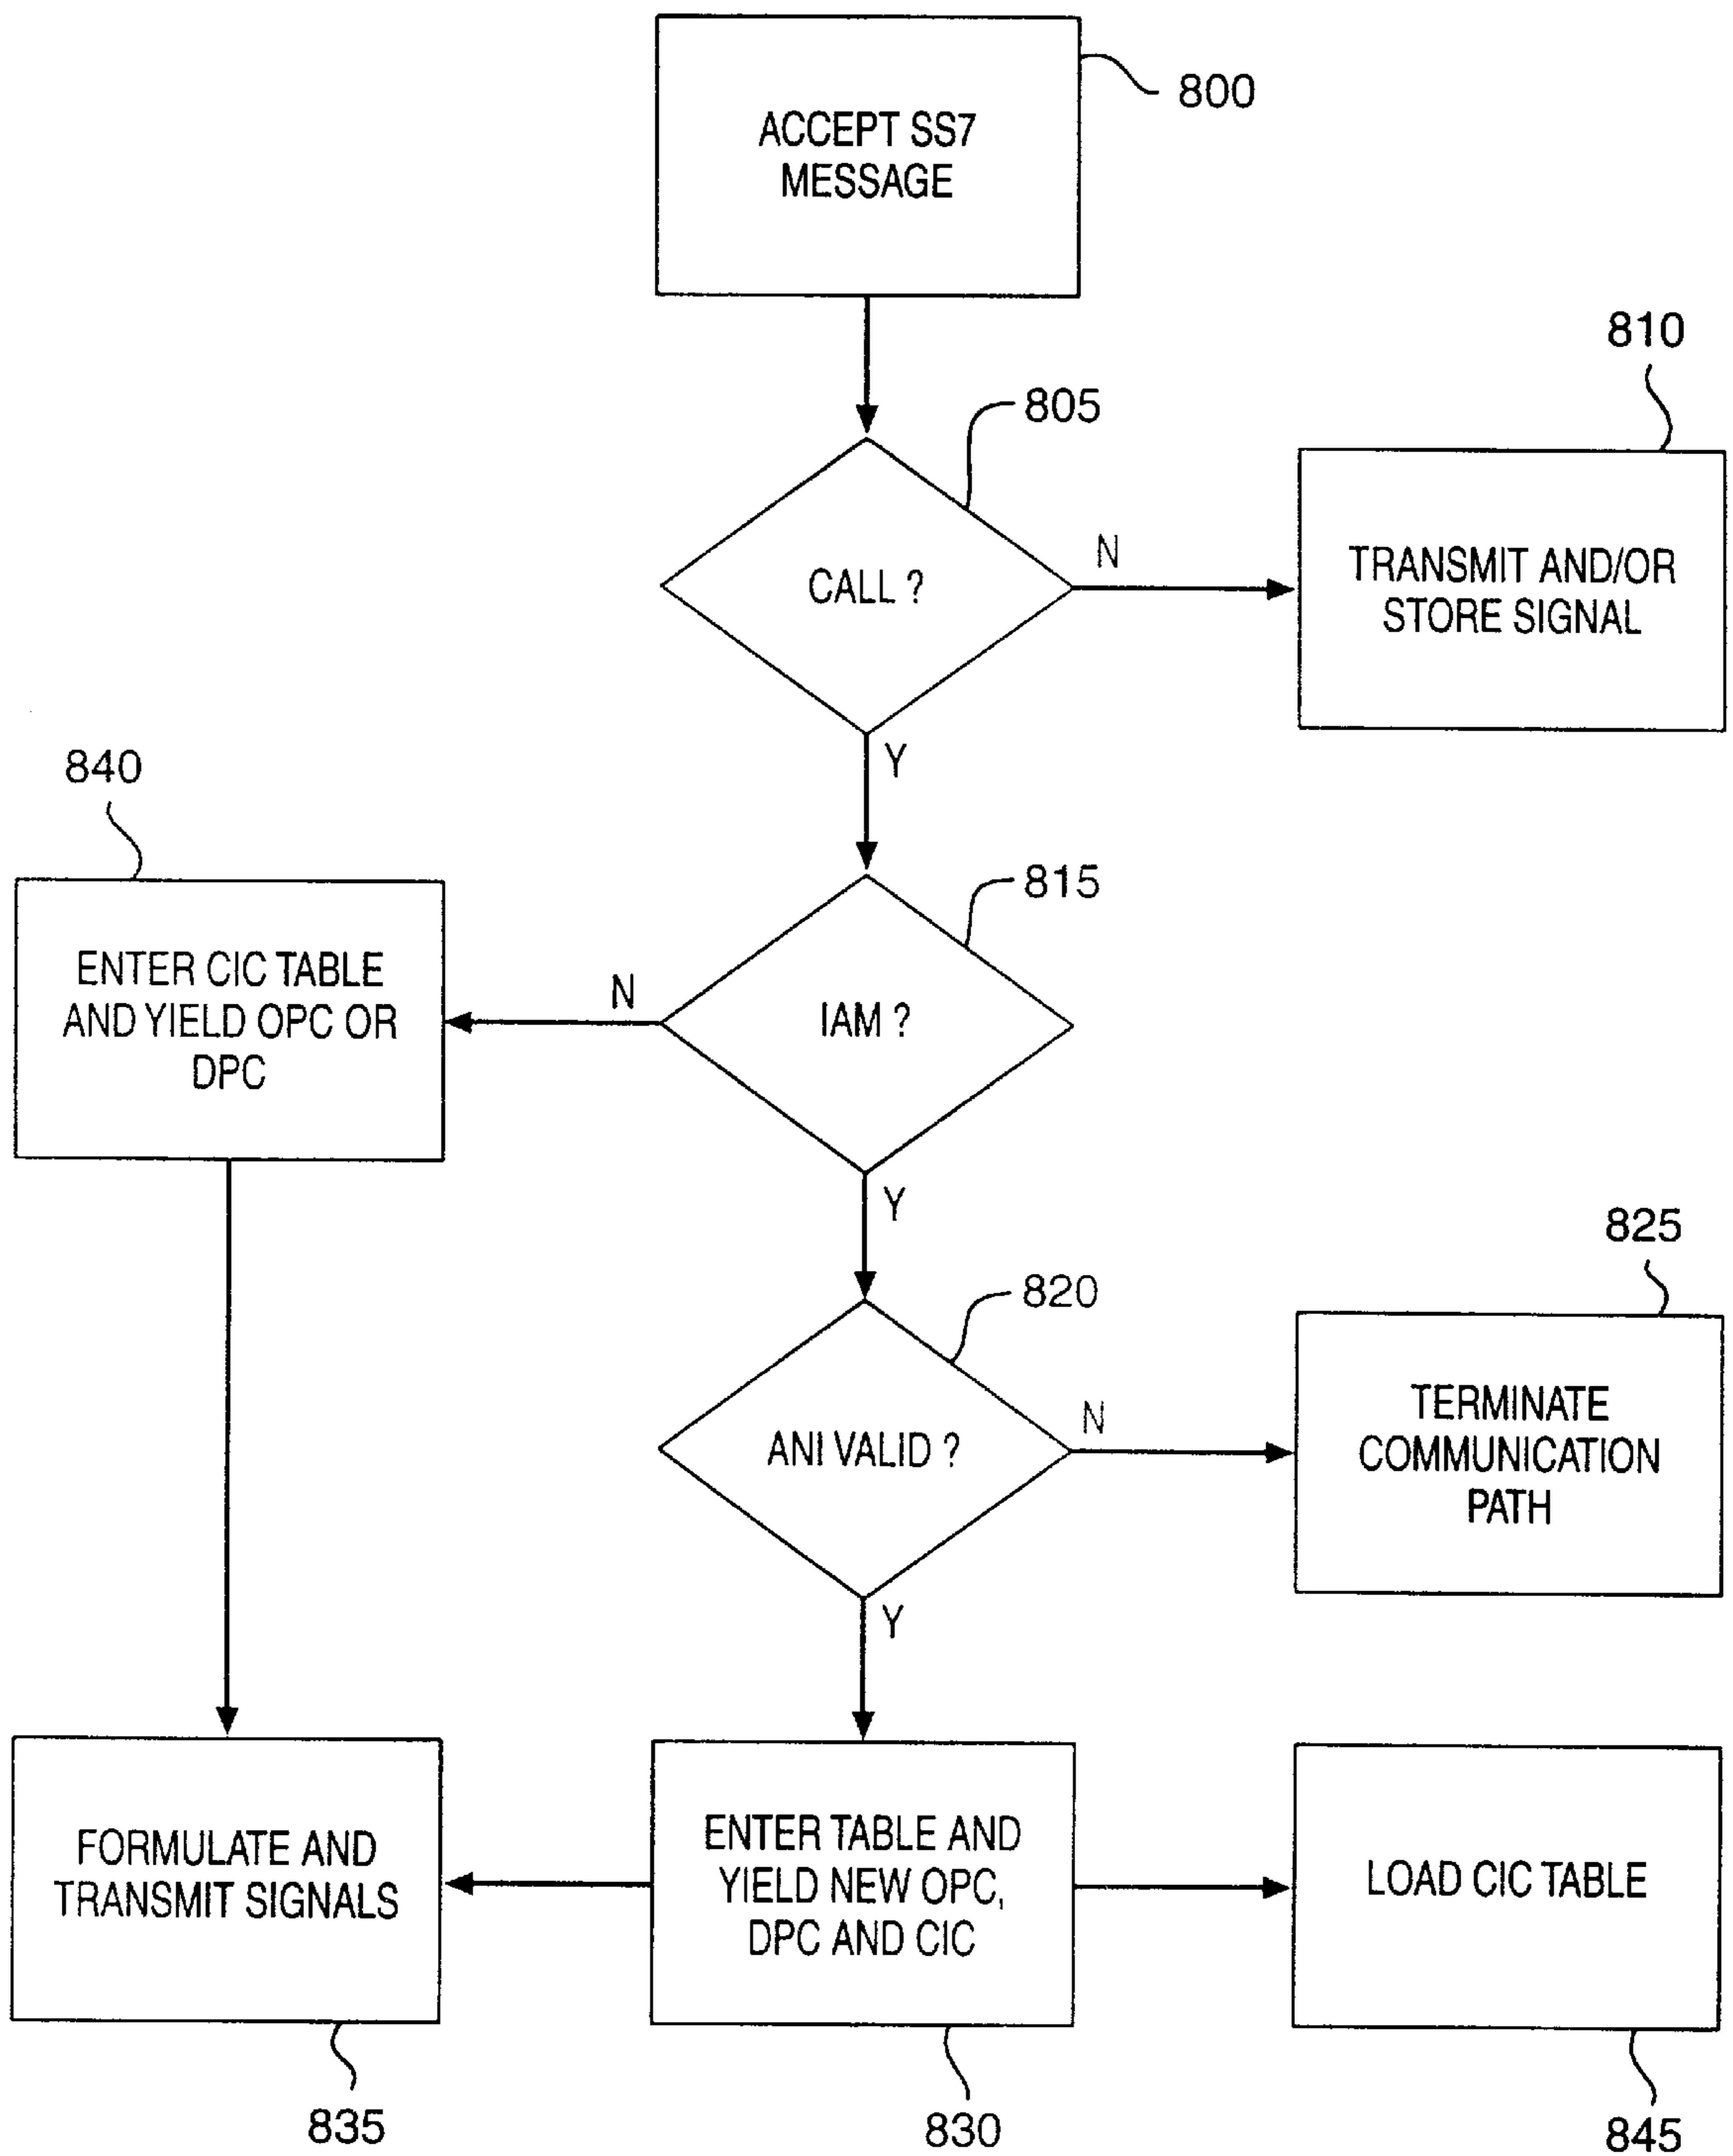 ACCEPT SS7
MESSAGE
800
805
810
CALL ?
N
TRANSMIT AND/OR
STORE SIGNAL
Y
840
815
ENTER CIC TABLE
AND YIELD OPC OR
DPC
N
IAM ?
Y
820
825
ANI VALID ?
N
TERMINATE
COMMUNICATION
PATH
Y
FORMULATE AND
TRANSMIT SIGNALS
ENTER TABLE AND
YIELD NEW OPC,
DPC AND CIC
LOAD CIC TABLE
835
830
845